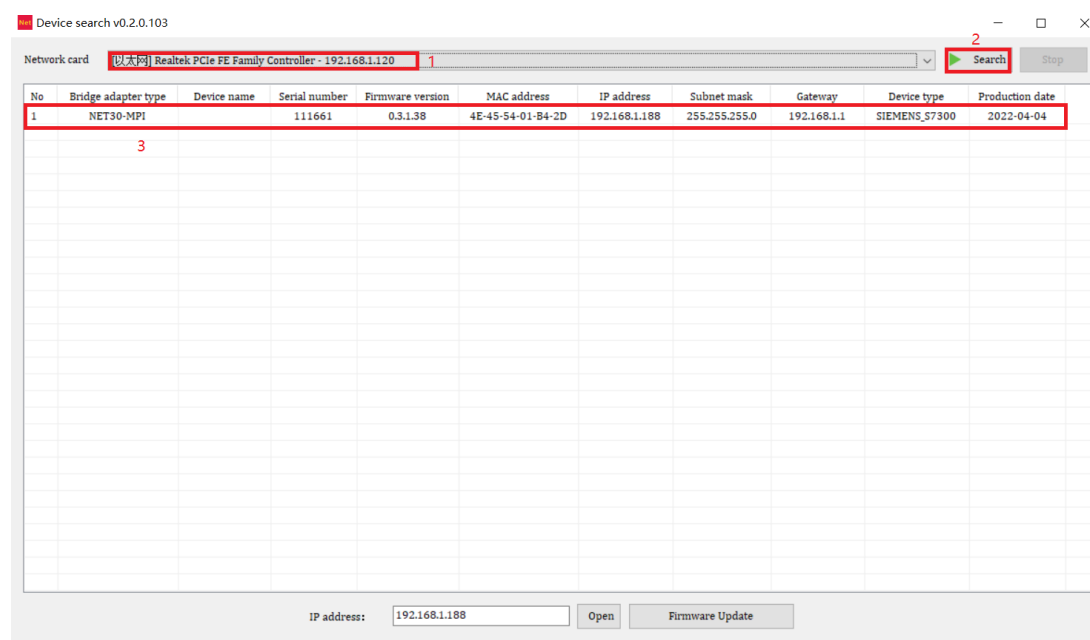 Net Device search v0.2.0.103
2
Network card [以太网] Realtek PCIe FE Family Controller - 192.168.1.120 1 Search Stop
No Bridge adapter type Device name Serial number Firmware version MAC address IP address Subnet mask Gateway Device type Production date
1 NET30-MPI 111661 0.3.1.38 4E-45-54-01-B4-2D 192.168.1.188 255.255.255.0 192.168.1.1 SIEMENS_S7300 2022-04-04
3
IP address: 192.168.1.188 Open Firmware Update